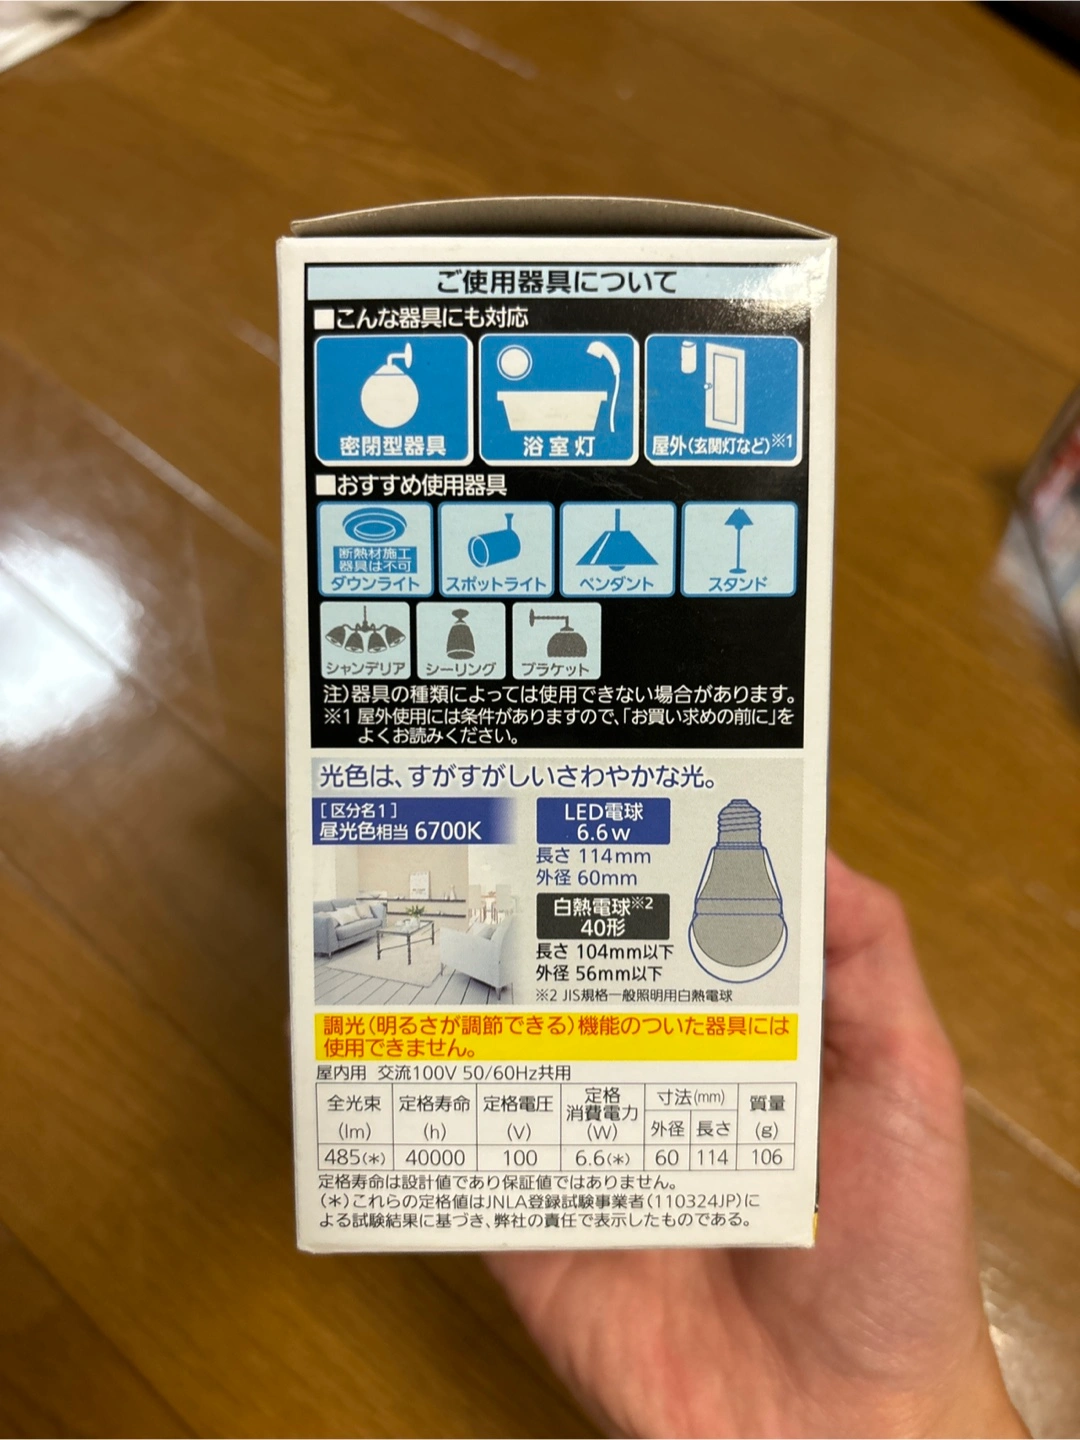 ご使用器具について
■こんな器具にも対応
密閉型器具
浴室灯
屋外(玄関灯など)※1
■おすすめ使用器具
断熱材施工
器具は不可
ダウンライト
スポットライト
ペンダント
スタンド
シャンデリア
シーリング
ブラケット
注)器具の種類によっては使用できない場合があります。
※1 屋外使用には条件がありますので、「お買い求めの前に」を
よくお読みください。
光色は、すがすがしいさわやかな光。
[区分名1]
昼光色相当 6700K
LED電球
6.6w
長さ 114mm
外径 60mm
白熱電球※2
40形
長さ 104mm以下
外径 56mm以下
※2 JIS規格一般照明用白熱電球
調光(明るさが調節できる)機能のついた器具には
使用できません。
屋内用 交流100V 50/60Hz共用
全光束 (lm) 定格寿命 (h) 定格電圧 (V) 定格消費電力 (W) 寸法(mm) 外径 長さ 質量 (g)
485(*) 40000 100 6.6(*) 60 114 106
定格寿命は設計値であり保証値ではありません。
(*)これらの定格値はJNLA登録試験事業者(110324JP)に
よる試験結果に基づき、弊社の責任で表示したものである。